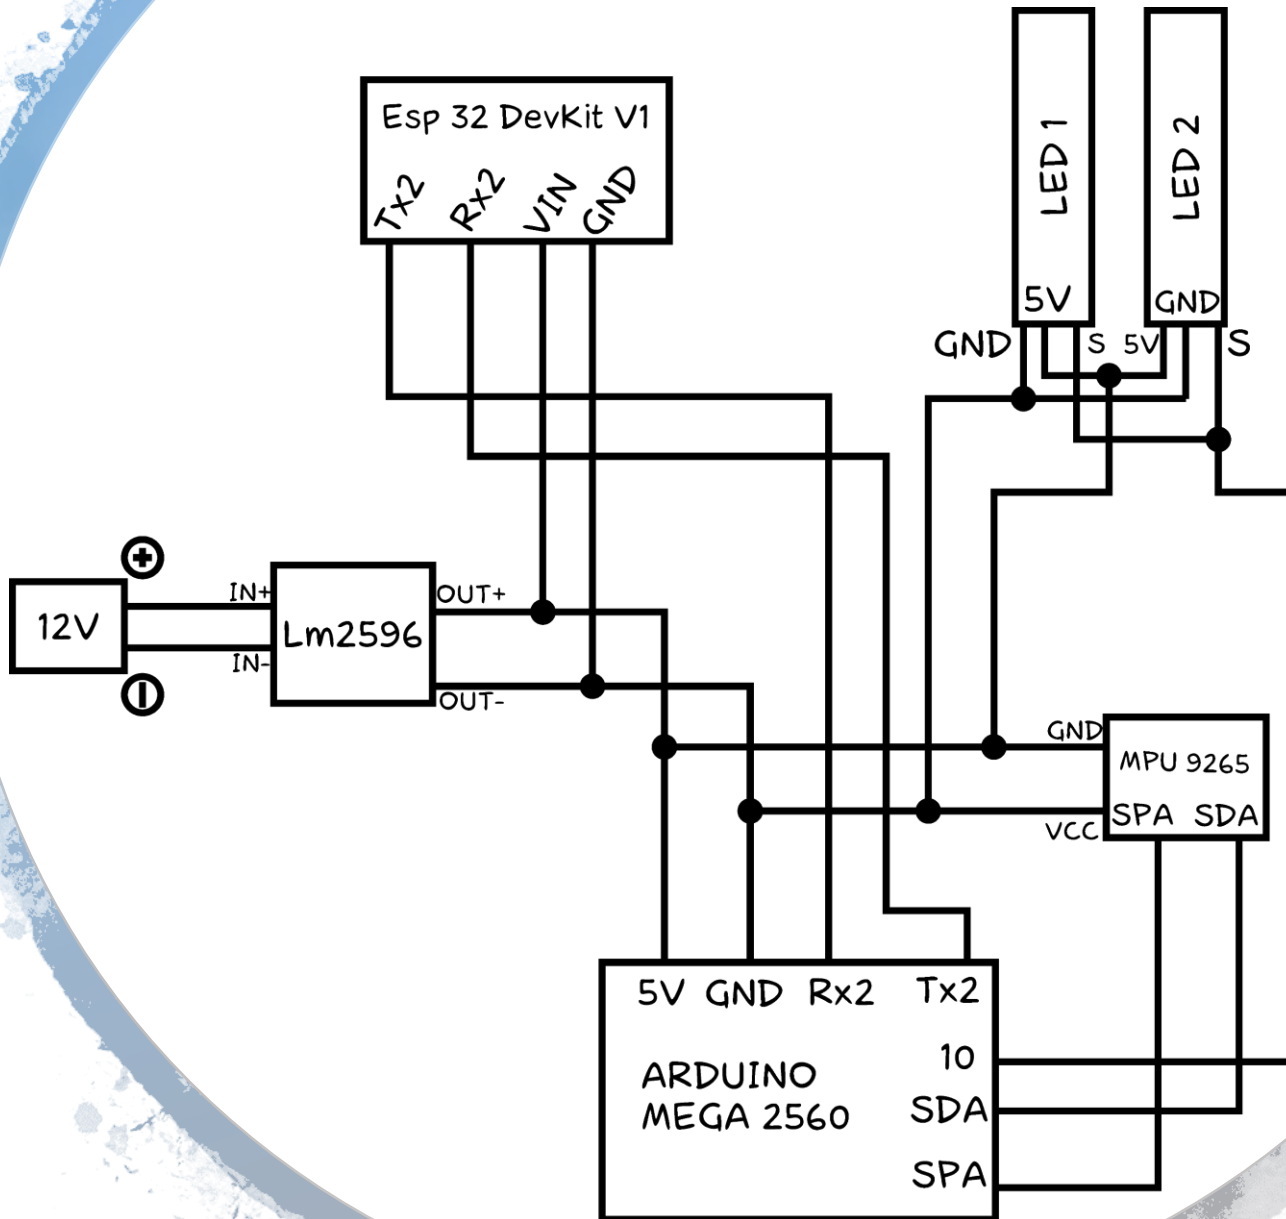 Esp 32 DevKit V1
Tx2 Rx2 VIN GND
LED 1
LED 2
5V
GND
GND
S
5V
S
12V
IN+
IN-
Lm2596
OUT+
OUT-
GND
MPU 9265
SPA SDA
VCC
5V GND Rx2 Tx2
10
ARDUINO
MEGA 2560
SDA
SPA